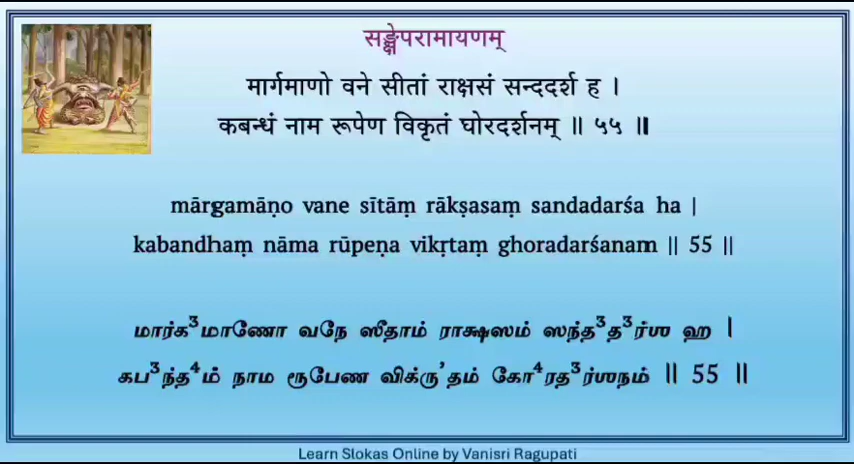 सङ्क्षेपरामायणम्
मार्गमाणो वने सीतां राक्षसं सन्ददर्श ह ।
कबन्धं नाम रूपेण विकृतं घोरदर्शनम् ॥ ५५ ॥
mārgamāṇo vane sītāṃ rākṣasaṃ sandadarśa ha |
kabandhaṃ nāma rūpeṇa vikṛtaṃ ghoradarśanam || 55 ||
மார்க³மாணோ வநே ஸீதாம் ராக்ஷஸம் ஸந்த³த³ர்ஶ ஹ |
கப³ந்த⁴ம் நாம ரூபேண விக்ரு’தம் கோ⁴ரத³ர்ஶநம் || 55 ||
Learn Slokas Online by Vanisri Ragupati